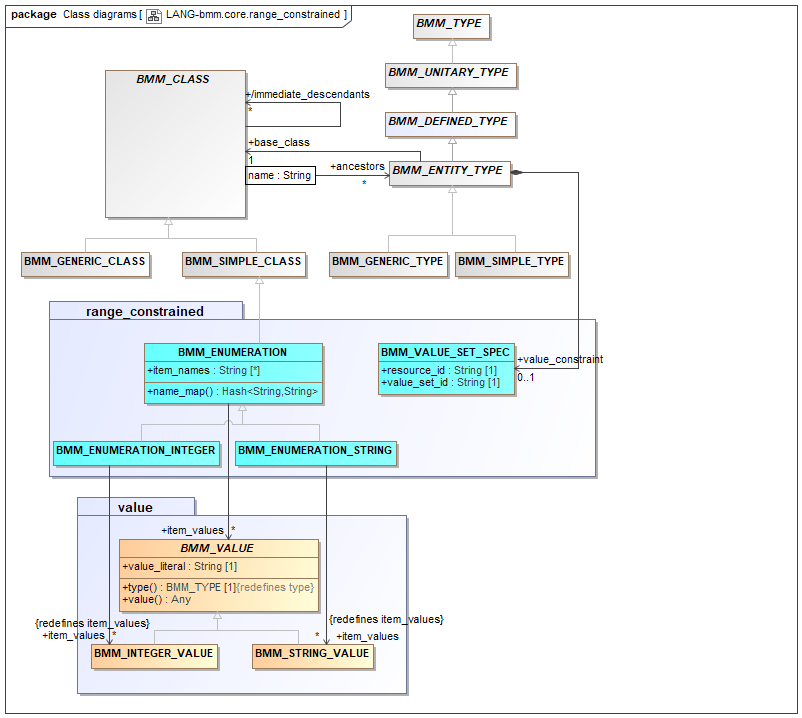 package Class diagrams [ LANG-bmm.core.range_constrained ]
BMM_TYPE
BMM_CLASS
BMM_UNITARY_TYPE
+/immediate_descendants
*
BMM_DEFINED_TYPE
+base_class
1
+ancestors
BMM_ENTITY_TYPE
name : String
*
BMM_GENERIC_CLASS
BMM_SIMPLE_CLASS
BMM_GENERIC_TYPE
BMM_SIMPLE_TYPE
range_constrained
BMM_ENUMERATION
+item_names : String [*]
+name_map() : Hash<String,String>
BMM_VALUE_SET_SPEC
+resource_id : String [1]
+value_set_id : String [1]
+value_constraint
0..1
BMM_ENUMERATION_INTEGER
BMM_ENUMERATION_STRING
value
+item_values
*
BMM_VALUE
+value_literal : String [1]
+type() : BMM_TYPE [1]{redefines type}
+value() : Any
{redefines item_values}
+item_values
*
{redefines item_values}
*
+item_values
BMM_INTEGER_VALUE
BMM_STRING_VALUE